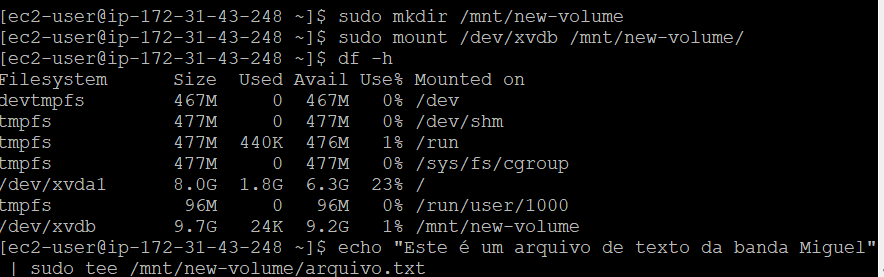 [ec2-user@ip-172-31-43-248 ~]$ sudo mkdir /mnt/new-volume
[ec2-user@ip-172-31-43-248 ~]$ sudo mount /dev/xvdb /mnt/new-volume/
[ec2-user@ip-172-31-43-248 ~]$ df -h
Filesystem      Size  Used Avail Use% Mounted on
devtmpfs        467M     0  467M   0% /dev
tmpfs           477M     0  477M   0% /dev/shm
tmpfs           477M  440K  476M   1% /run
tmpfs           477M     0  477M   0% /sys/fs/cgroup
/dev/xvda1      8.0G  1.8G  6.3G  23% /
tmpfs            96M     0   96M   0% /run/user/1000
/dev/xvdb       9.7G   24K  9.2G   1% /mnt/new-volume
[ec2-user@ip-172-31-43-248 ~]$ echo "Este é um arquivo de texto da banda Miguel"
 | sudo tee /mnt/new-volume/arquivo.txt